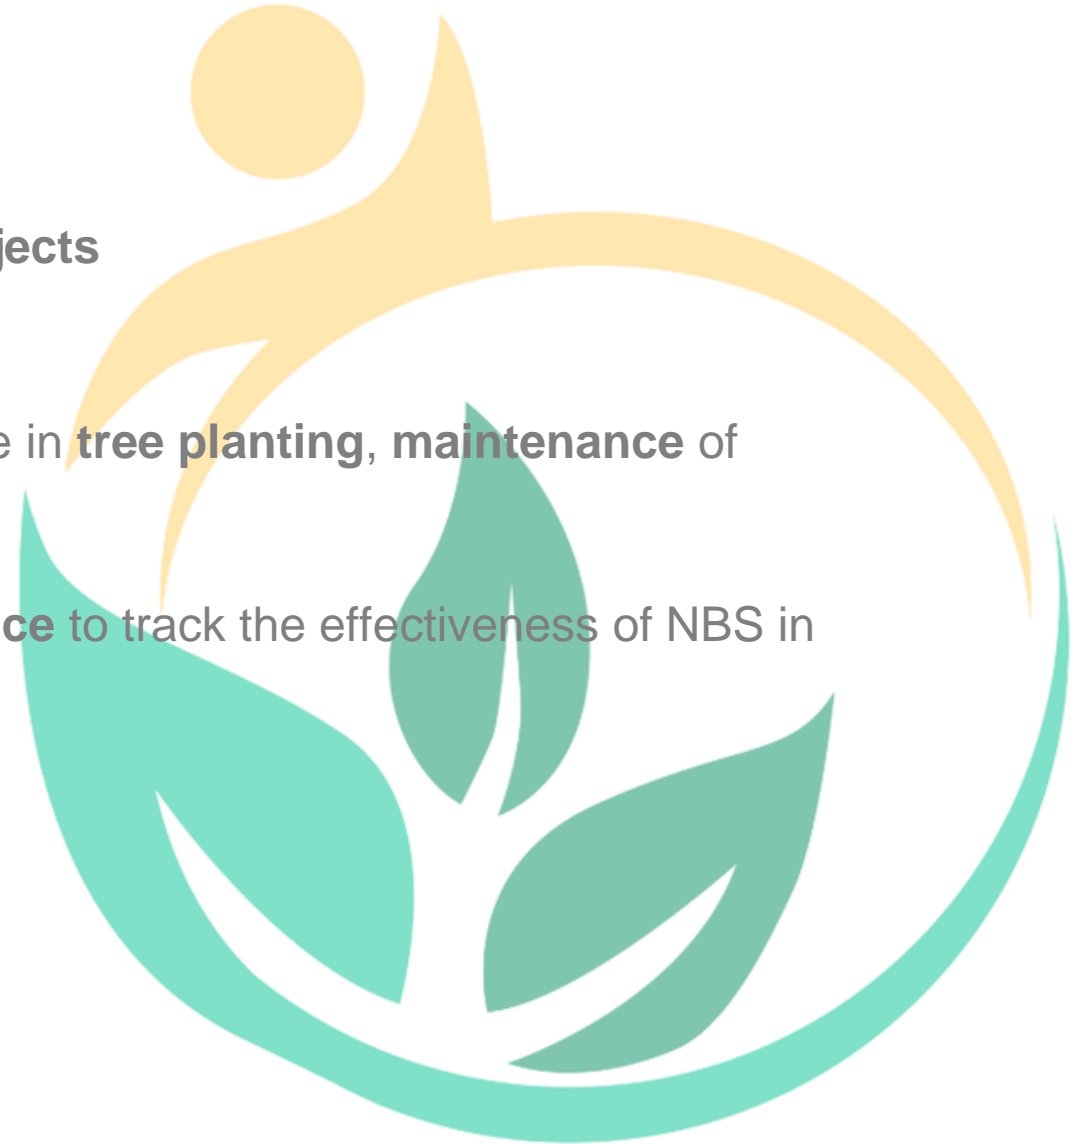 jects
e in tree planting, maintenance of
ce to track the effectiveness of NBS in